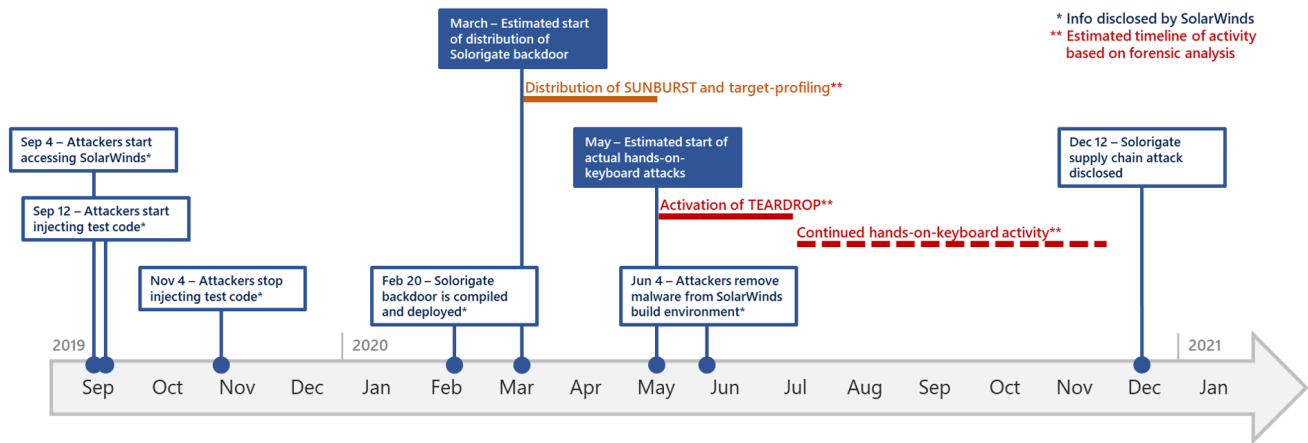 March – Estimated start
of distribution of
Solorigate backdoor
* Info disclosed by SolarWinds
** Estimated timeline of activity
based on forensic analysis
Distribution of SUNBURST and target-profiling**
Sep 4 – Attackers start
accessing SolarWinds*
May – Estimated start of
actual hands-on-
keyboard attacks
Dec 12 – Solorigate
supply chain attack
disclosed
Sep 12 – Attackers start
injecting test code*
Activation of TEARDROP**
Continued hands-on-keyboard activity**
Nov 4 – Attackers stop
injecting test code*
Feb 20 – Solorigate
backdoor is compiled
and deployed*
Jun 4 – Attackers remove
malware from SolarWinds
build environment*
2019
2020
2021
Sep Oct Nov Dec Jan Feb Mar Apr May Jun Jul Aug Sep Oct Nov Dec Jan